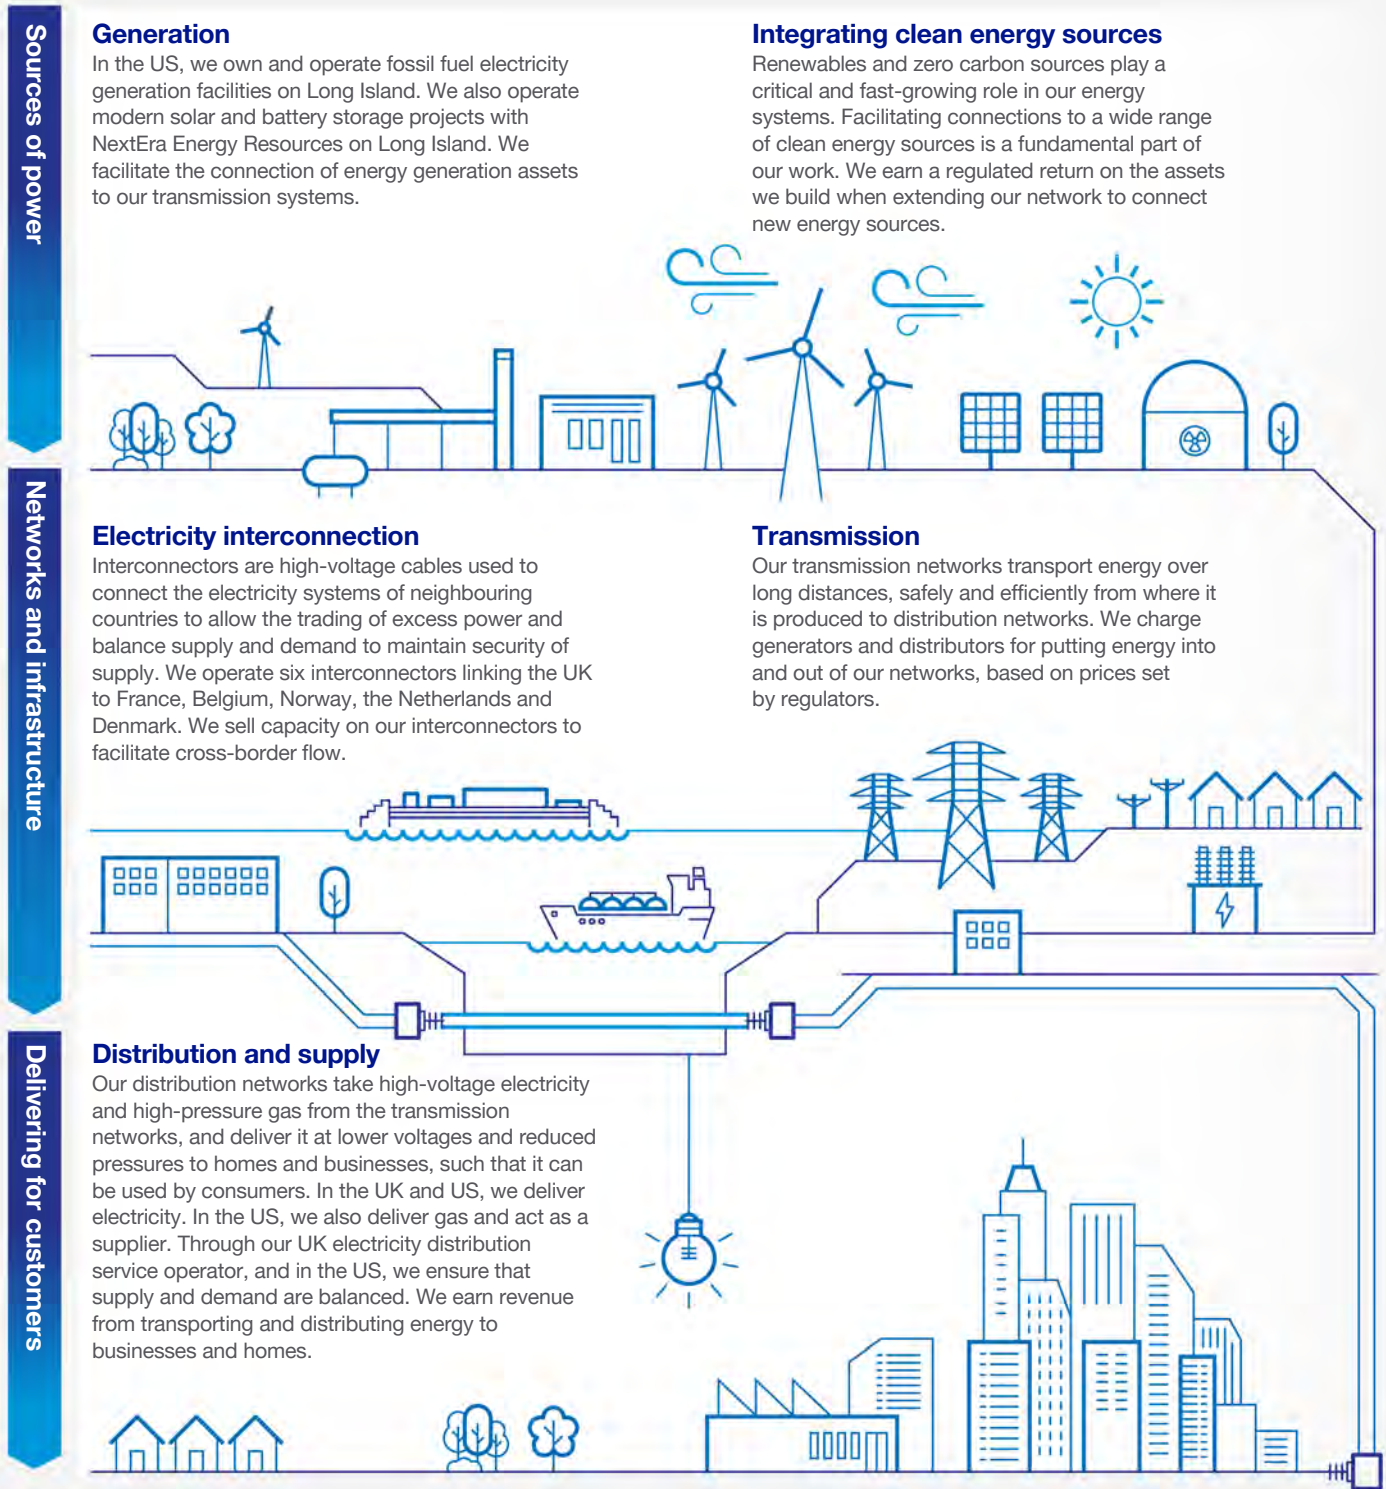 Sources of power
Generation
In the US, we own and operate fossil fuel electricity
generation facilities on Long Island. We also operate
modern solar and battery storage projects with
NextEra Energy Resources on Long Island. We
facilitate the connection of energy generation assets
to our transmission systems.
Integrating clean energy sources
Renewables and zero carbon sources play a
critical and fast-growing role in our energy
systems. Facilitating connections to a wide range
of clean energy sources is a fundamental part of
our work. We earn a regulated return on the assets
we build when extending our network to connect
new energy sources.
Networks and infrastructure
Electricity interconnection
Interconnectors are high-voltage cables used to
connect the electricity systems of neighbouring
countries to allow the trading of excess power and
balance supply and demand to maintain security of
supply. We operate six interconnectors linking the UK
to France, Belgium, Norway, the Netherlands and
Denmark. We sell capacity on our interconnectors to
facilitate cross-border flow.
Transmission
Our transmission networks transport energy over
long distances, safely and efficiently from where it
is produced to distribution networks. We charge
generators and distributors for putting energy into
and out of our networks, based on prices set
by regulators.
Delivering for customers
Distribution and supply
Our distribution networks take high-voltage electricity
and high-pressure gas from the transmission
networks, and deliver it at lower voltages and reduced
pressures to homes and businesses, such that it can
be used by consumers. In the UK and US, we deliver
electricity. In the US, we also deliver gas and act as a
supplier. Through our UK electricity distribution
service operator, and in the US, we ensure that
supply and demand are balanced. We earn revenue
from transporting and distributing energy to
businesses and homes.